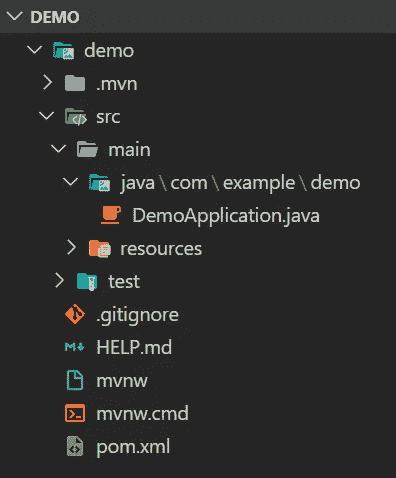 DEMO
demo
.mvn
src
main
java\com\example\demo
DemoApplication.java
resources
test
.gitignore
HELP.md
mvnw
mvnw.cmd
pom.xml